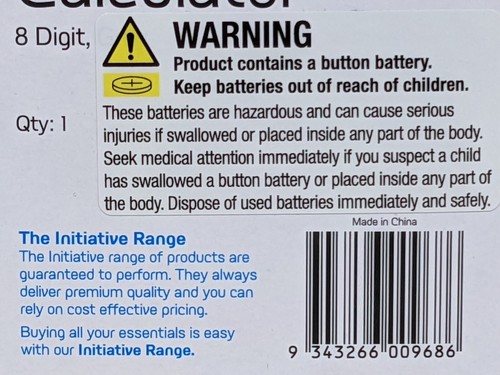 Calculator
8 Digit,
WARNING
Product contains a button battery.
Keep batteries out of reach of children.
Qty: 1
These batteries are hazardous and can cause serious
injuries if swallowed or placed inside any part of the body.
Seek medical attention immediately if you suspect a child
has swallowed a button battery or placed inside any part of
the body. Dispose of used batteries immediately and safely.
Made in China
The Initiative Range
The Initiative range of products are
guaranteed to perform. They always
deliver premium quality and you can
rely on cost effective pricing.
Buying all your essentials is easy
with our Initiative Range.
9 343266 009686